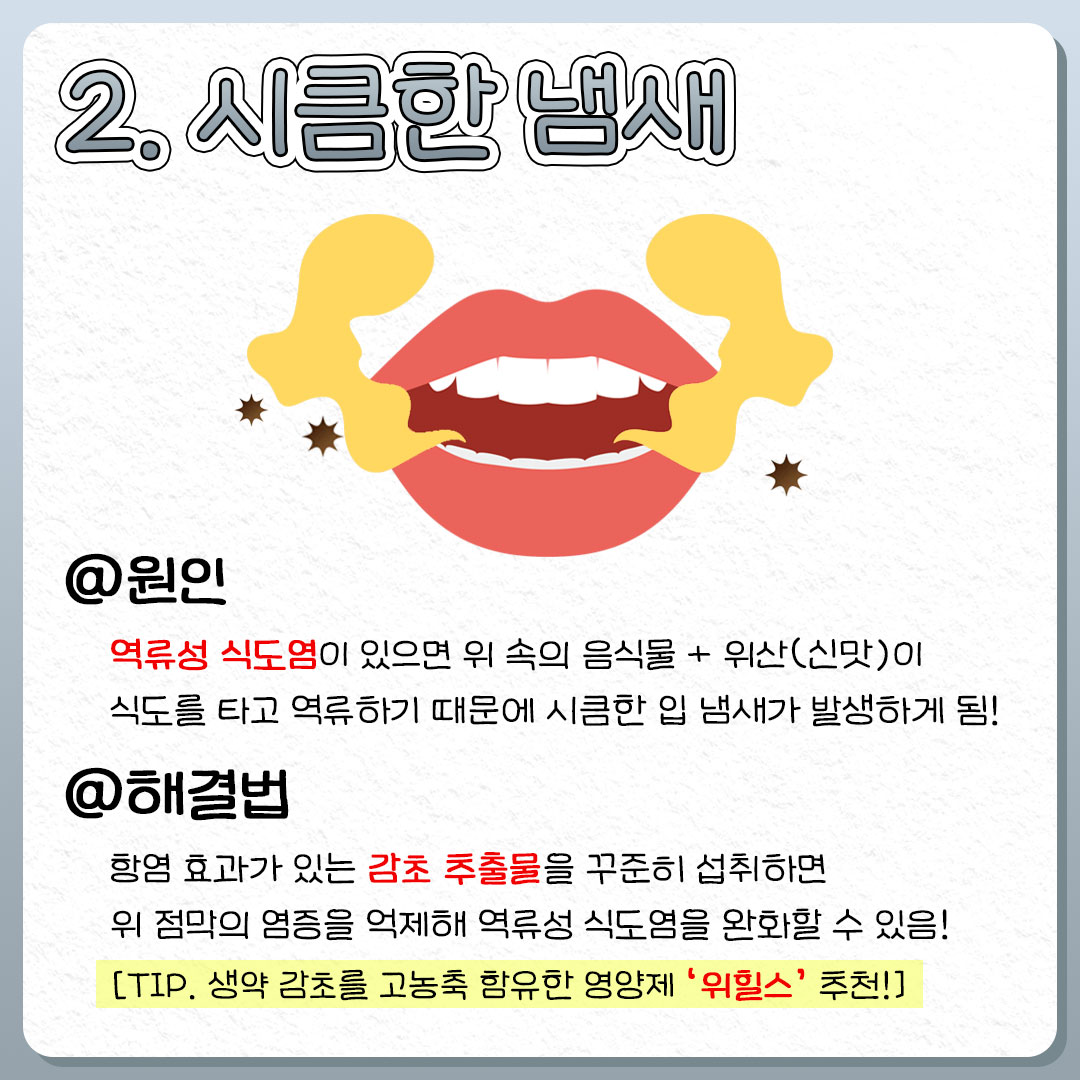 2. 시큼한 냄새
@원인
역류성 식도염이 있으면 위 속의 음식물 + 위산(신맛)이
식도를 타고 역류하기 때문에 시큼한 입 냄새가 발생하게 됨!
@해결법
항염 효과가 있는 감초 추출물을 꾸준히 섭취하면
위 점막의 염증을 억제해 역류성 식도염을 완화할 수 있음!
[TIP. 생약 감초를 고농축 함유한 영양제 ‘위힐스’ 추천!]